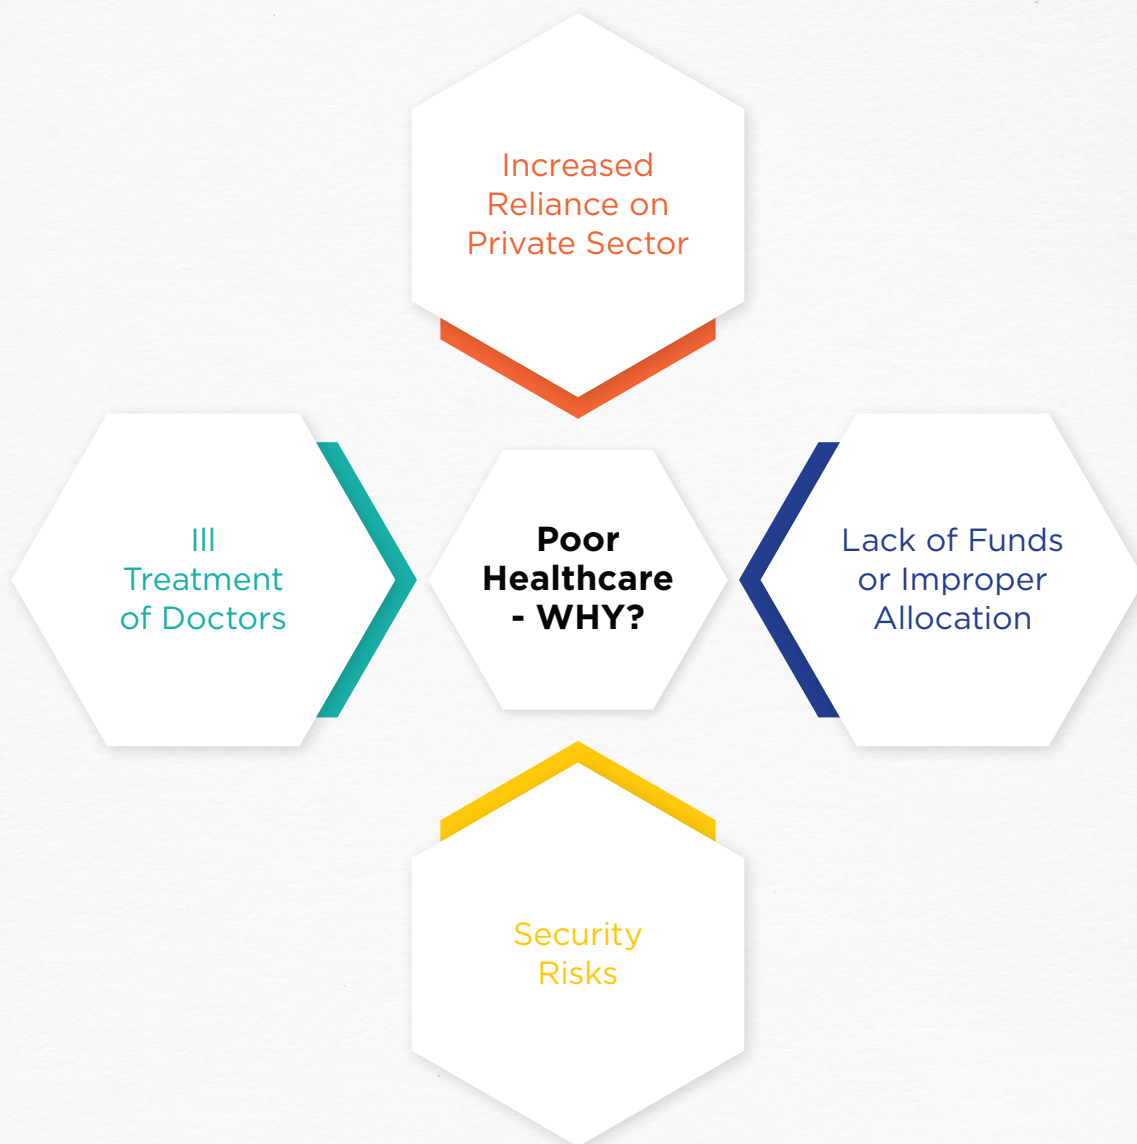 Increased
Reliance on
Private Sector
Ill
Treatment
of Doctors
Poor
Healthcare
- WHY?
Lack of Funds
or Improper
Allocation
Security
Risks